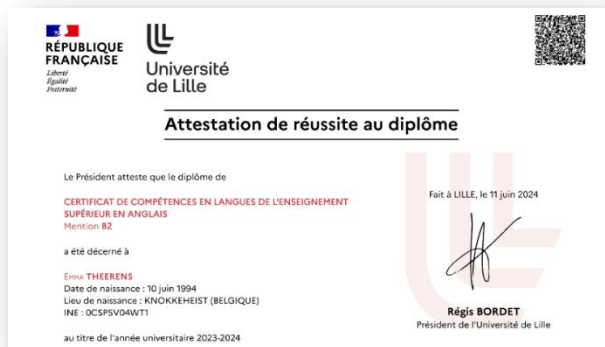 RÉPUBLIQUE
FRANÇAISE
Liberté
Égalité
Fraternité
Université
de Lille
Attestation de réussite au diplôme
Le Président atteste que le diplôme de
CERTIFICAT DE COMPÉTENCES EN LANGUES DE L'ENSEIGNEMENT
SUPÉRIEUR EN ANGLAIS
Mention B2
a été décerné à
EMMA THEERENS
Date de naissance : 10 juin 1994
Lieu de naissance : KNOKKEHEIST (BELGIQUE)
INE : 0CSPSV04WT1
au titre de l'année universitaire 2023-2024
Fait à LILLE, le 11 juin 2024
Régis BORDET
Président de l'Université de Lille